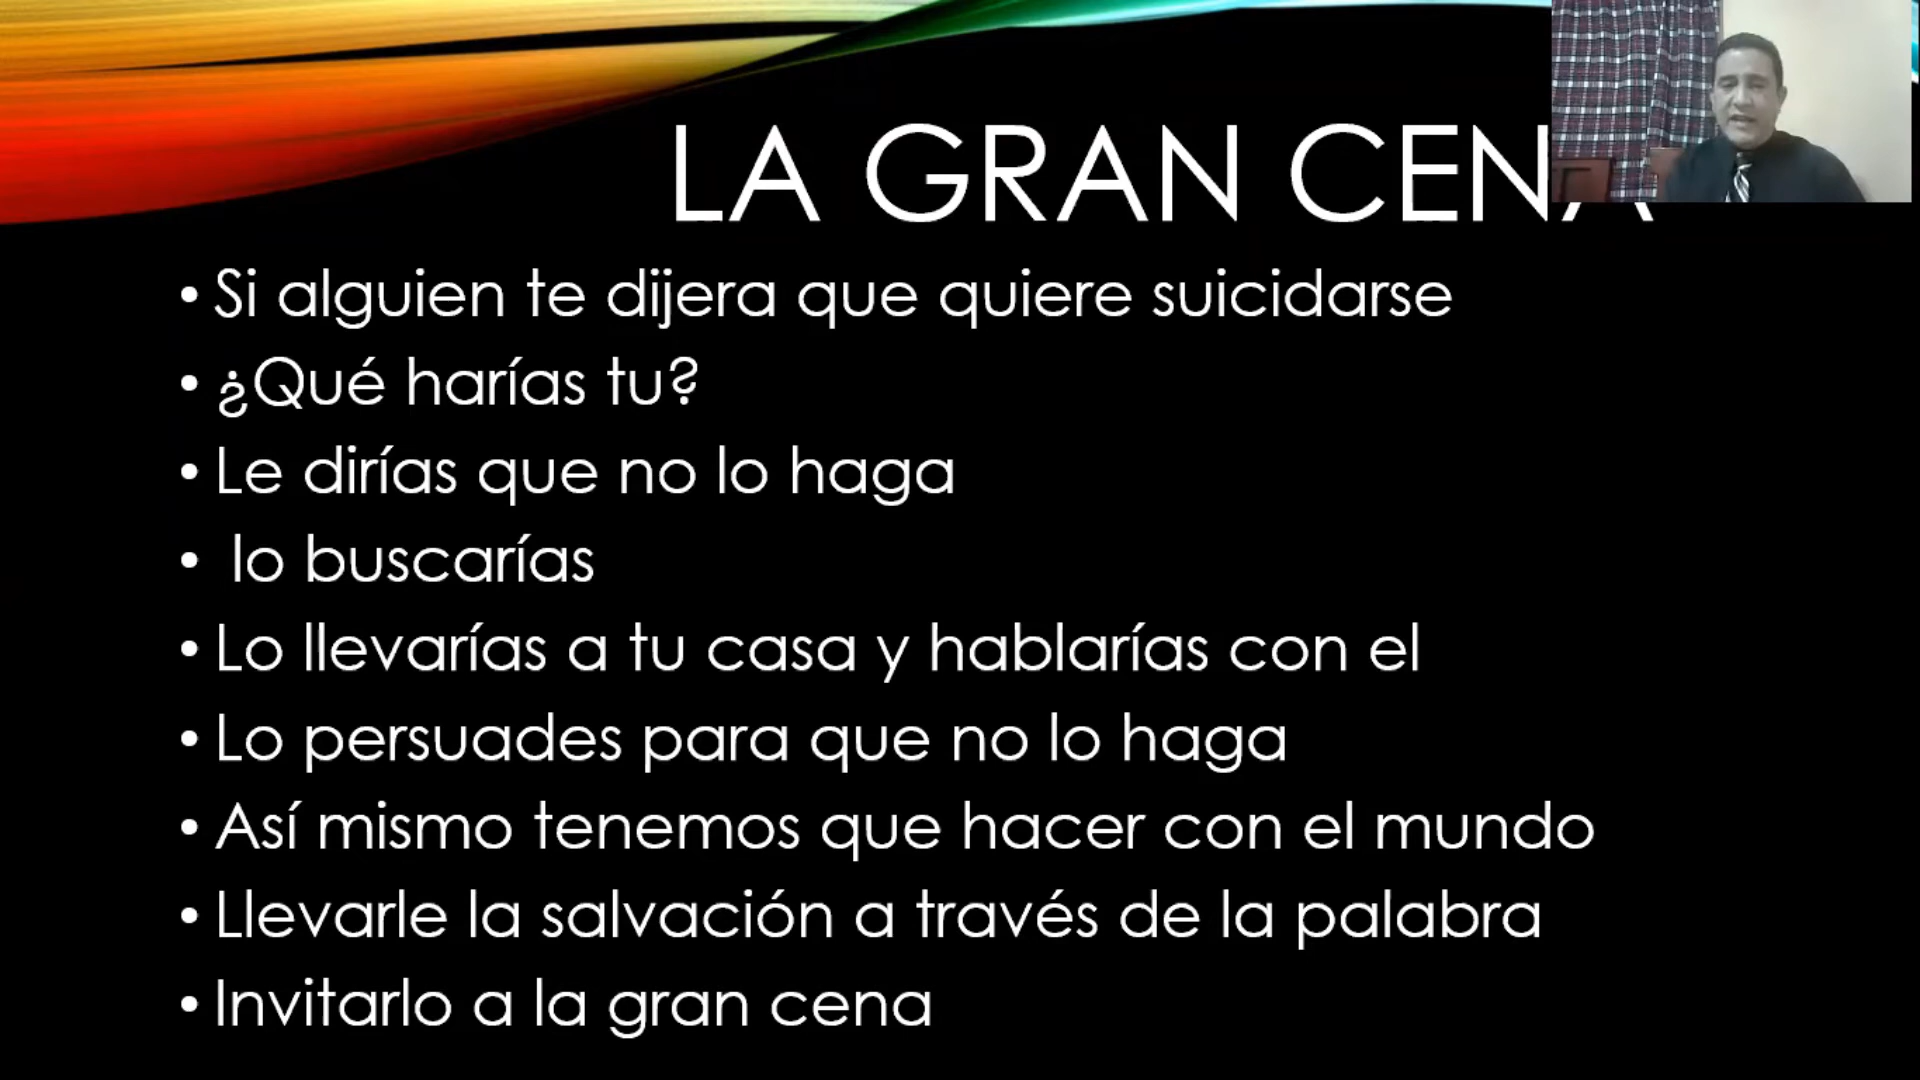 LA GRAN CENA
• Si alguien te dijera que quiere suicidarse
• ¿Qué harías tu?
• Le dirías que no lo haga
• lo buscarías
• Lo llevarías a tu casa y hablarías con el
• Lo persuades para que no lo haga
• Así mismo tenemos que hacer con el mundo
• Llevarle la salvación a través de la palabra
• Invitarlo a la gran cena